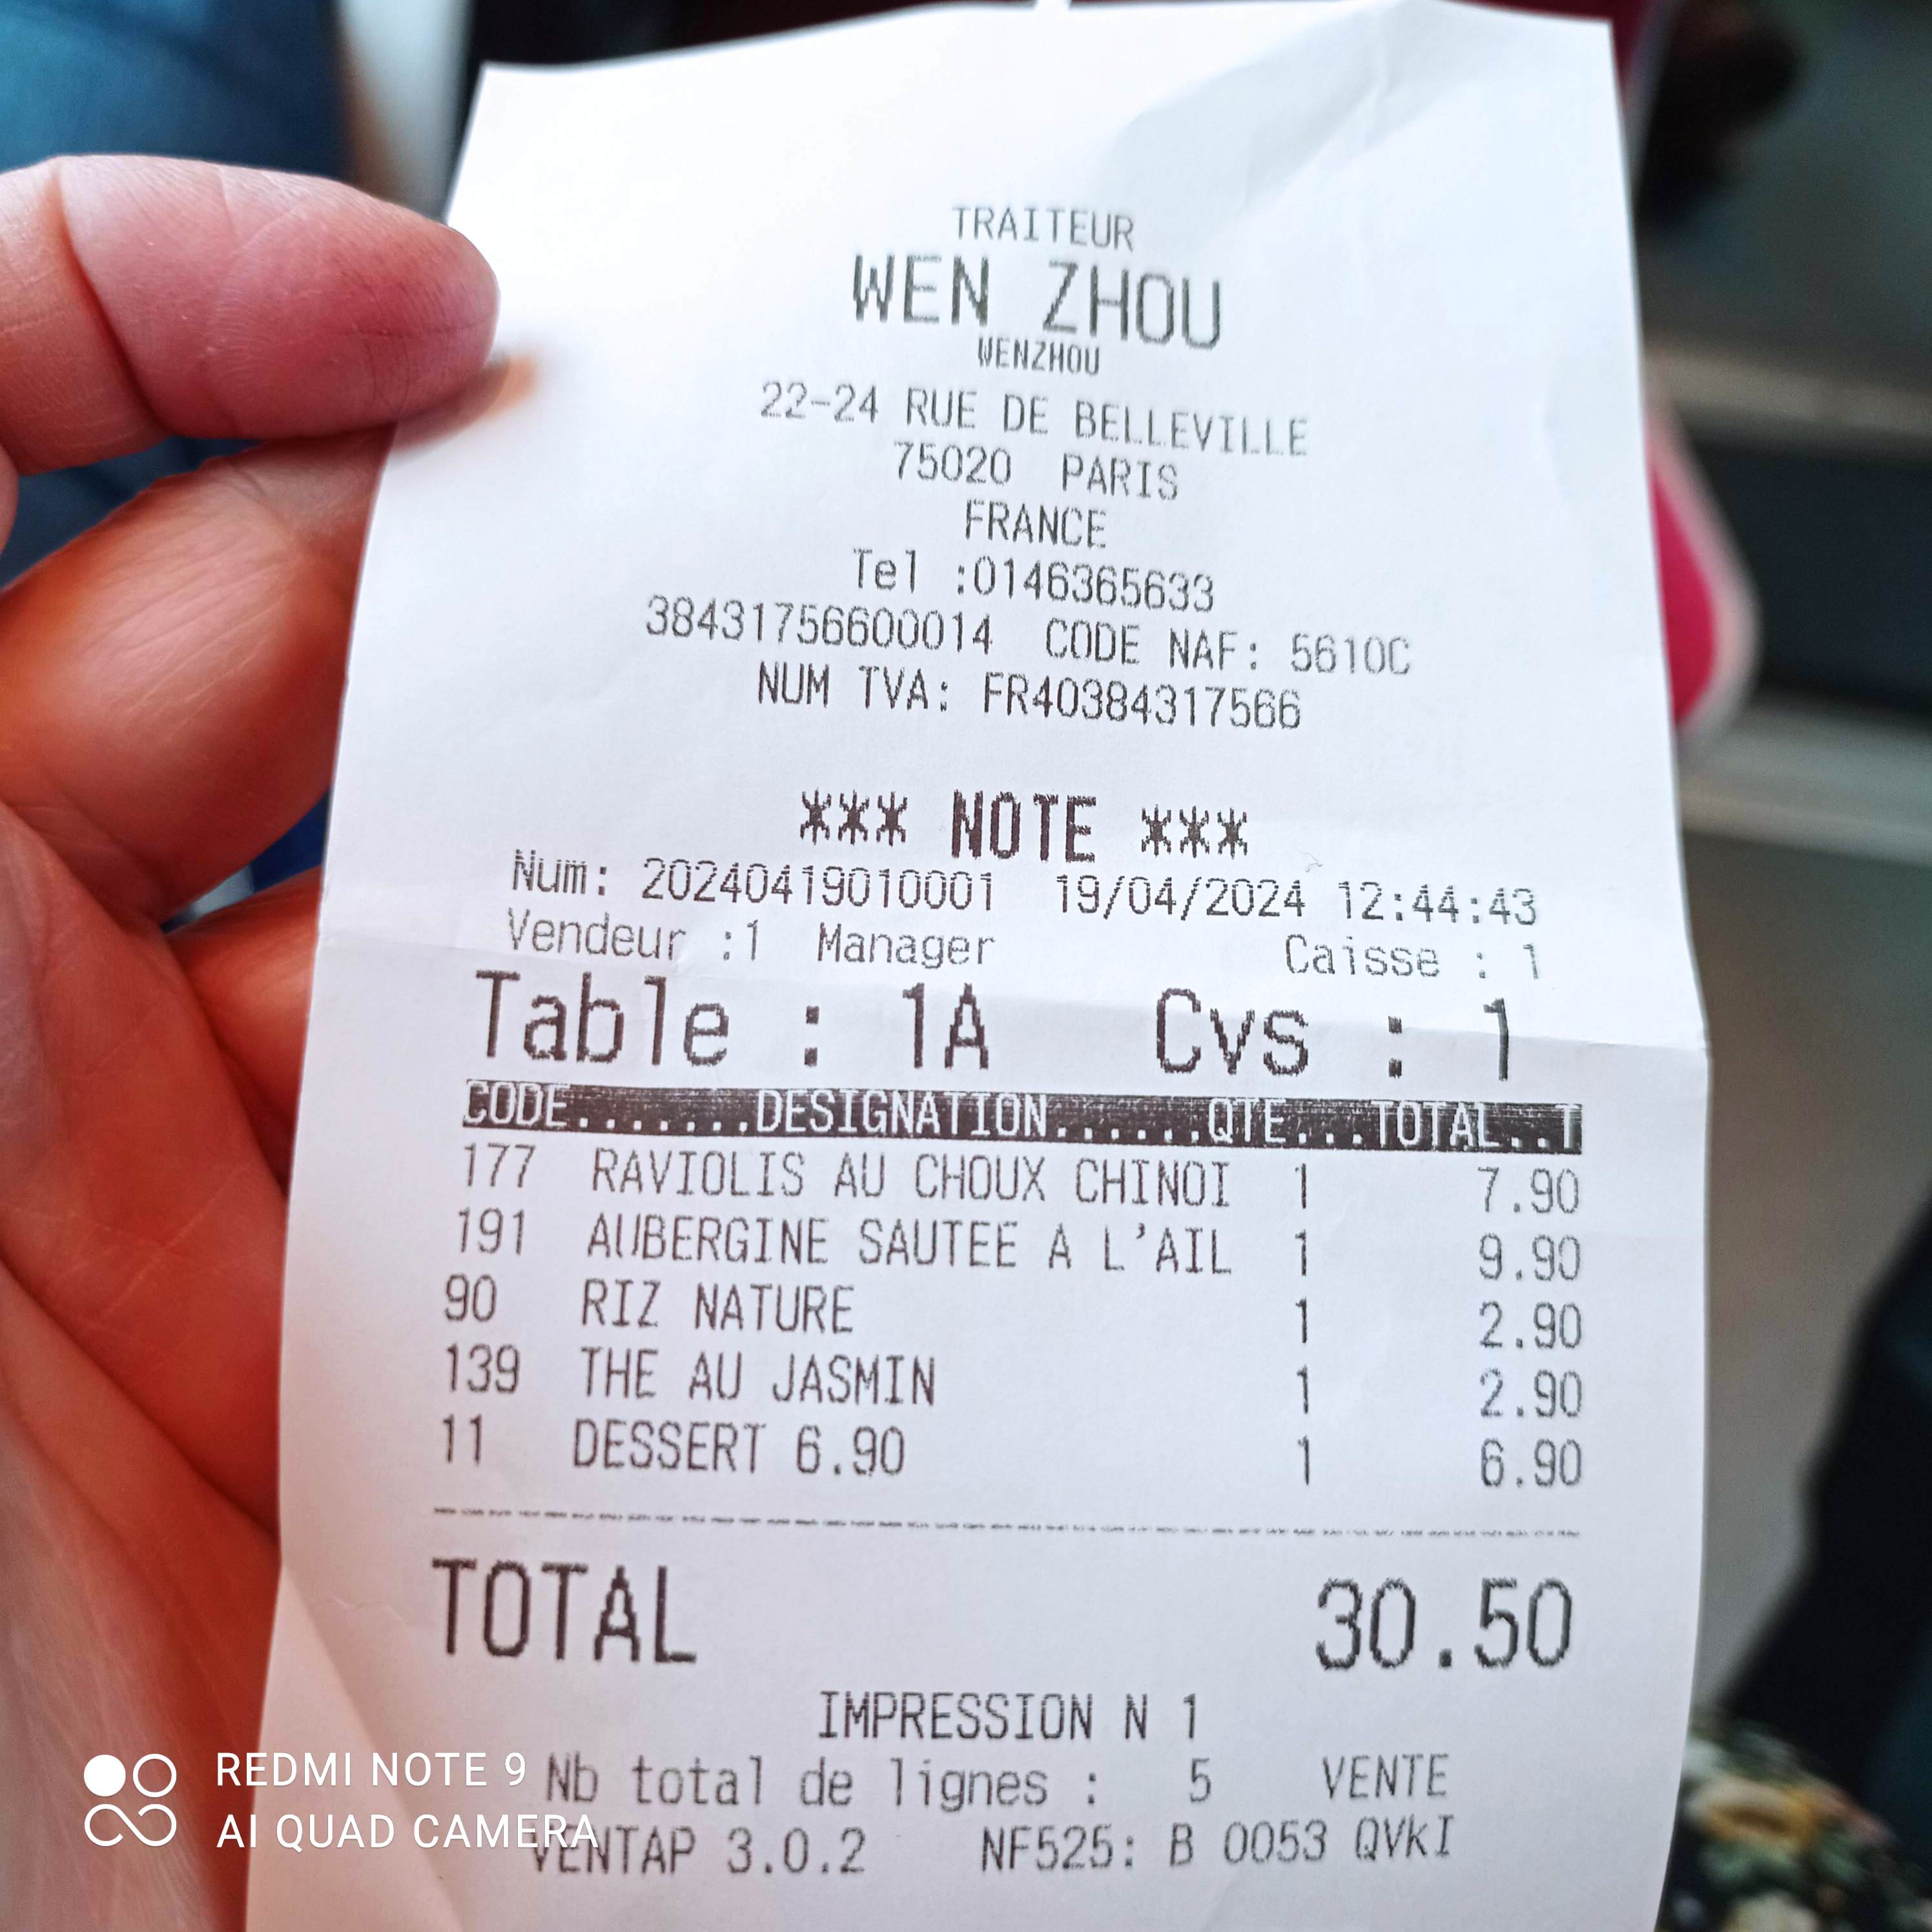 TRAITEUR
WEN ZHOU
WENZHOU
22-24 RUE DE BELLEVILLE
75020 PARIS
FRANCE
Tel :0146365633
38431756600014 CODE NAF: 5610C
NUM TVA: FR40384317566
*** NOTE ***
Num: 20240419010001 19/04/2024 12:44:43
Vendeur :1 Manager Caisse : 1
Table : 1A Cvs : 1
CODE.......DESIGNATION......QTE...TOTAL..T
177 RAVIOLIS AU CHOUX CHINOI 1 7.90
191 AUBERGINE SAUTEE A L'AIL 1 9.90
90 RIZ NATURE 1 2.90
139 THE AU JASMIN 1 2.90
11 DESSERT 6.90 1 6.90
TOTAL 30.50
IMPRESSION N 1
Nb total de lignes : 5 VENTE
VENTAP 3.0.2 NF525: B 0053 QVkI
REDMI NOTE 9
AI QUAD CAMERA